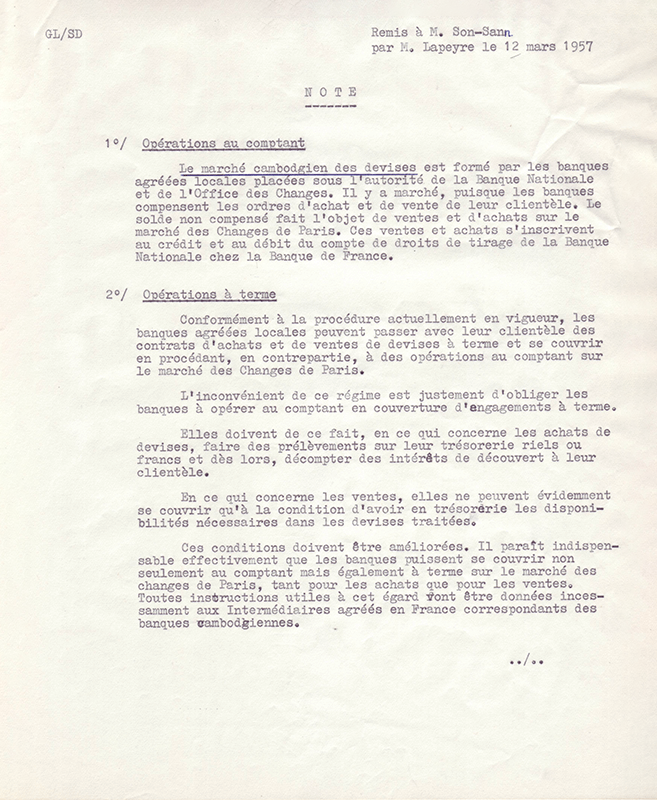 GL/SD
Remis à M. Son-Sann
par M. Lapeyre le 12 mars 1957
N O T E
1°/ Opérations au comptant
Le marché cambodgien des devises est formé par les banques
agréées locales placées sous l'autorité de la Banque Nationale
et de l'Office des Changes. Il y a marché, puisque les banques
compensent les ordres d'achat et de vente de leur clientèle. Le
solde non compensé fait l'objet de ventes et d'achats sur le
marché des Changes de Paris. Ces ventes et achats s'inscrivent
au crédit et au débit du compte de droits de tirage de la Banque
Nationale chez la Banque de France.
2°/ Opérations à terme
Conformément à la procédure actuellement en vigueur, les
banques agréées locales peuvent passer avec leur clientèle des
contrats d'achats et de ventes de devises à terme et se couvrir
en procédant, en contrepartie, à des opérations au comptant sur
le marché des Changes de Paris.
L'inconvénient de ce régime est justement d'obliger les
banques à opérer au comptant en couverture d'engagements à terme.
Elles doivent de ce fait, en ce qui concerne les achats de
devises, faire des prélèvements sur leur trésorerie riels ou
francs et dès lors, décompter des intérêts de découvert à leur
clientèle.
En ce qui concerne les ventes, elles ne peuvent évidemment
se couvrir qu'à la condition d'avoir en trésorerie les disponi-
bilités nécessaires dans les devises traitées.
Ces conditions doivent être améliorées. Il paraît indispen-
sable effectivement que les banques puissent se couvrir non
seulement au comptant mais également à terme sur le marché des
changes de Paris, tant pour les achats que pour les ventes.
Toutes instructions utiles à cet égard vont être données inces-
samment aux Intermédiaires agréés en France correspondants des
banques cambodgiennes.
../..